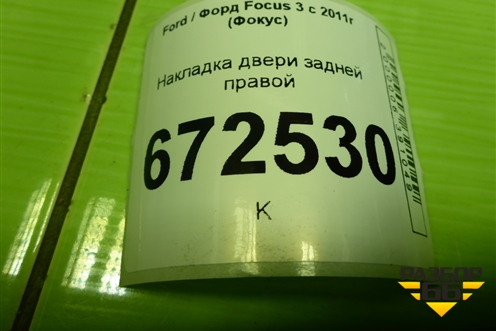 Ford / Форд Focus 3 с 2011г
(Фокус)
Накладка двери задней
правой
672530
К
РАЗБОР
66